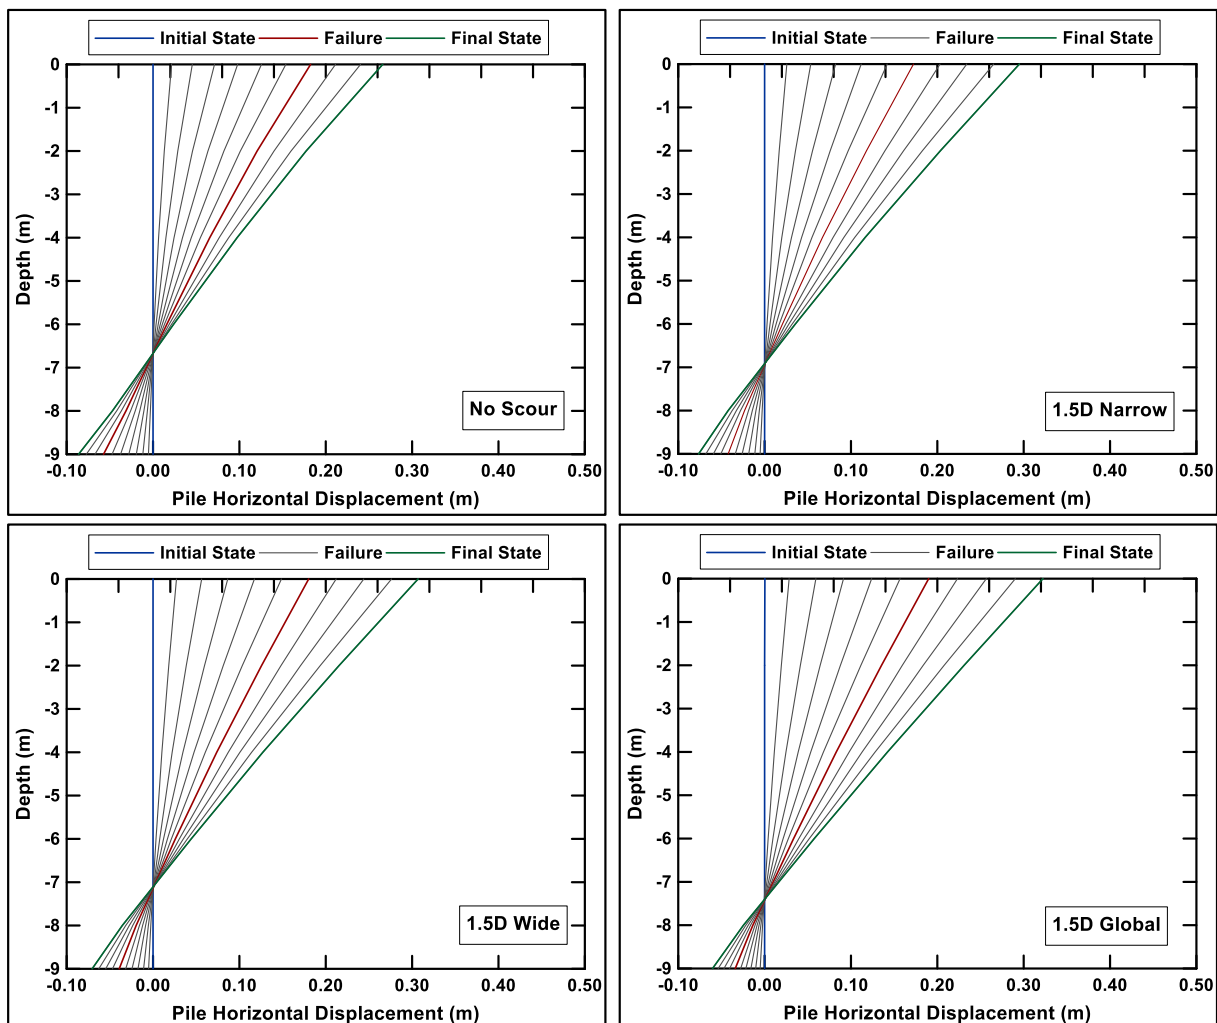 Initial State Failure Final State
0
-1
-2
-3
-4
-5
-6
-7
-8
-9
Depth (m)
No Scour
-0.10 0.00 0.10 0.20 0.30 0.40 0.50
Pile Horizontal Displacement (m)
Initial State Failure Final State
0
-1
-2
-3
-4
-5
-6
-7
-8
-9
Depth (m)
1.5D Narrow
-0.10 0.00 0.10 0.20 0.30 0.40 0.50
Pile Horizontal Displacement (m)
Initial State Failure Final State
0
-1
-2
-3
-4
-5
-6
-7
-8
-9
Depth (m)
1.5D Wide
-0.10 0.00 0.10 0.20 0.30 0.40 0.50
Pile Horizontal Displacement (m)
Initial State Failure Final State
0
-1
-2
-3
-4
-5
-6
-7
-8
-9
Depth (m)
1.5D Global
-0.10 0.00 0.10 0.20 0.30 0.40 0.50
Pile Horizontal Displacement (m)